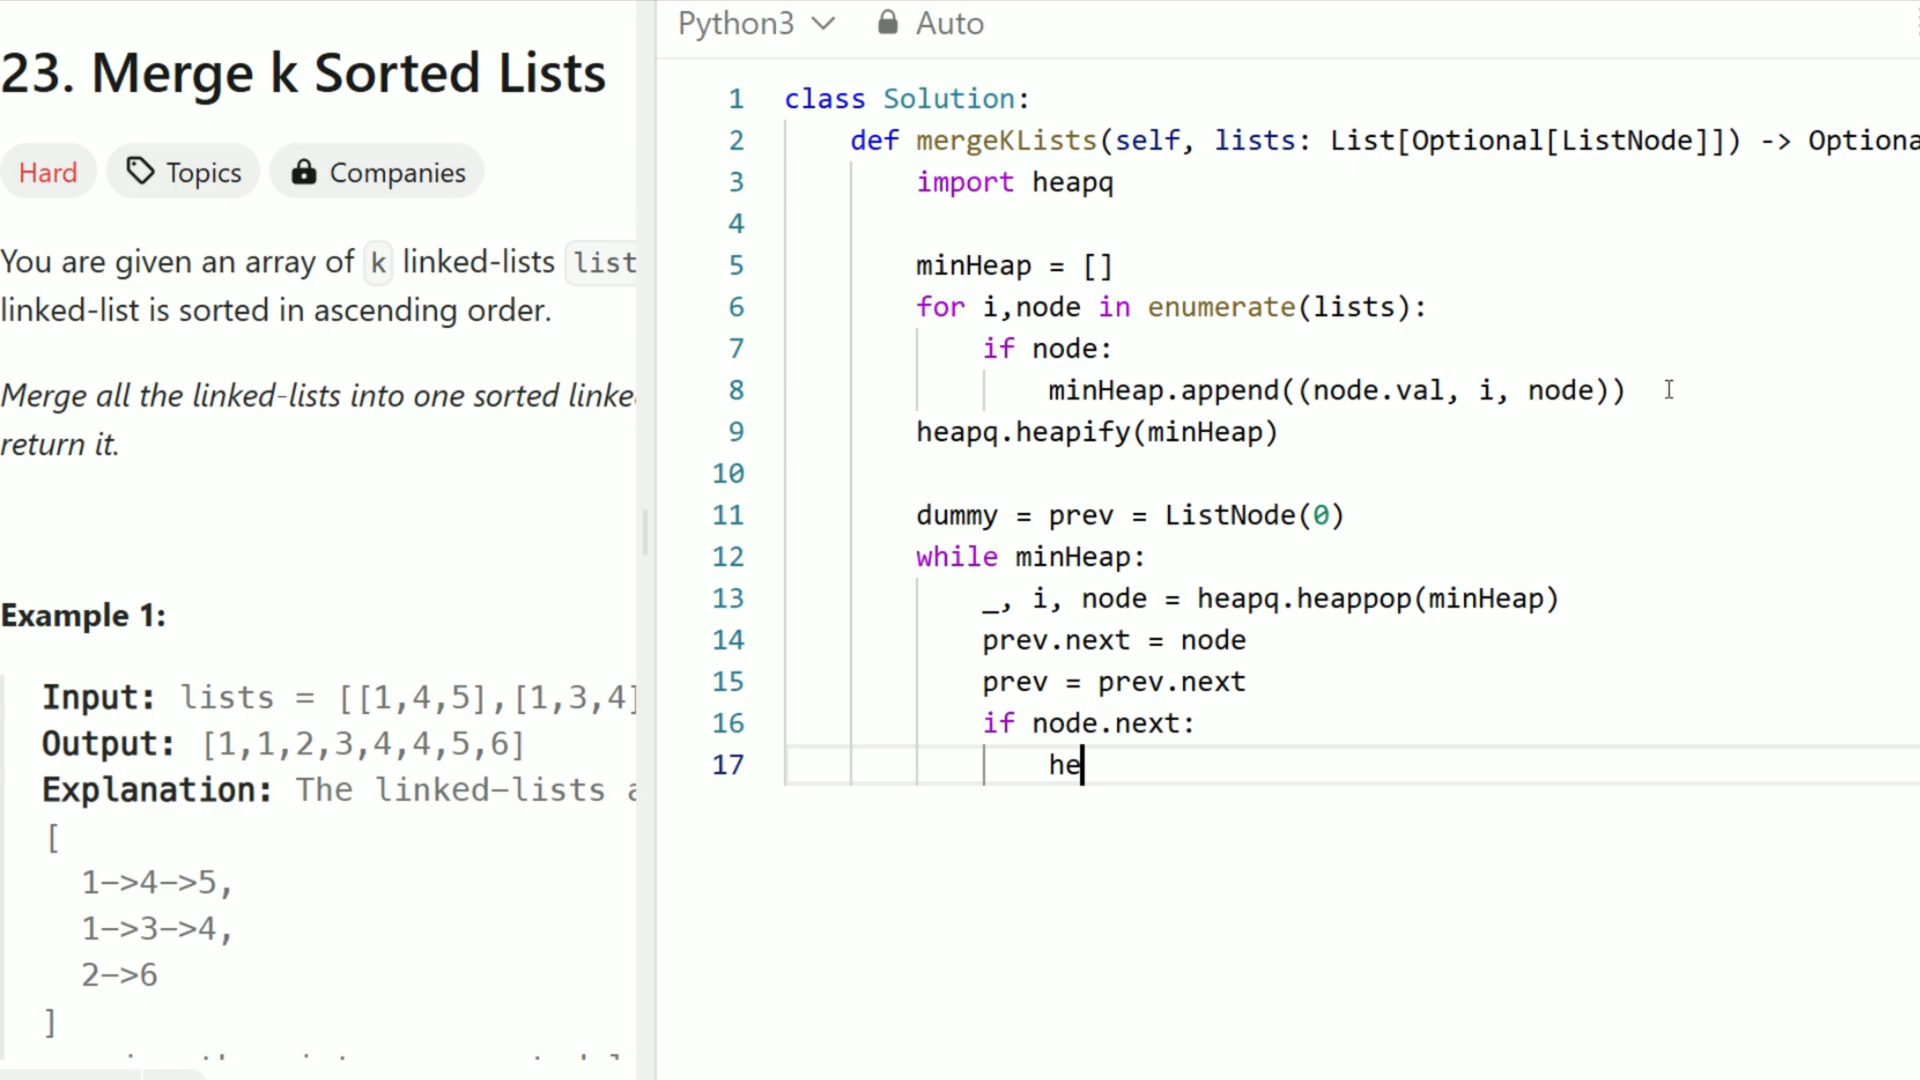 23. Merge k Sorted Lists
Hard Topics Companies
You are given an array of k linked-lists list
linked-list is sorted in ascending order.
Merge all the linked-lists into one sorted linke
return it.
Example 1:
Input: lists = [[1,4,5],[1,3,4]
Output: [1,1,2,3,4,4,5,6]
Explanation: The linked-lists a
[
1->4->5,
1->3->4,
2->6
]
Python3 Auto
1 class Solution:
2 def mergeKLists(self, lists: List[Optional[ListNode]]) -> Optiona
3 import heapq
4
5 minHeap = []
6 for i,node in enumerate(lists):
7 if node:
8 minHeap.append((node.val, i, node))
9 heapq.heapify(minHeap)
10
11 dummy = prev = ListNode(0)
12 while minHeap:
13 _, i, node = heapq.heappop(minHeap)
14 prev.next = node
15 prev = prev.next
16 if node.next:
17 he